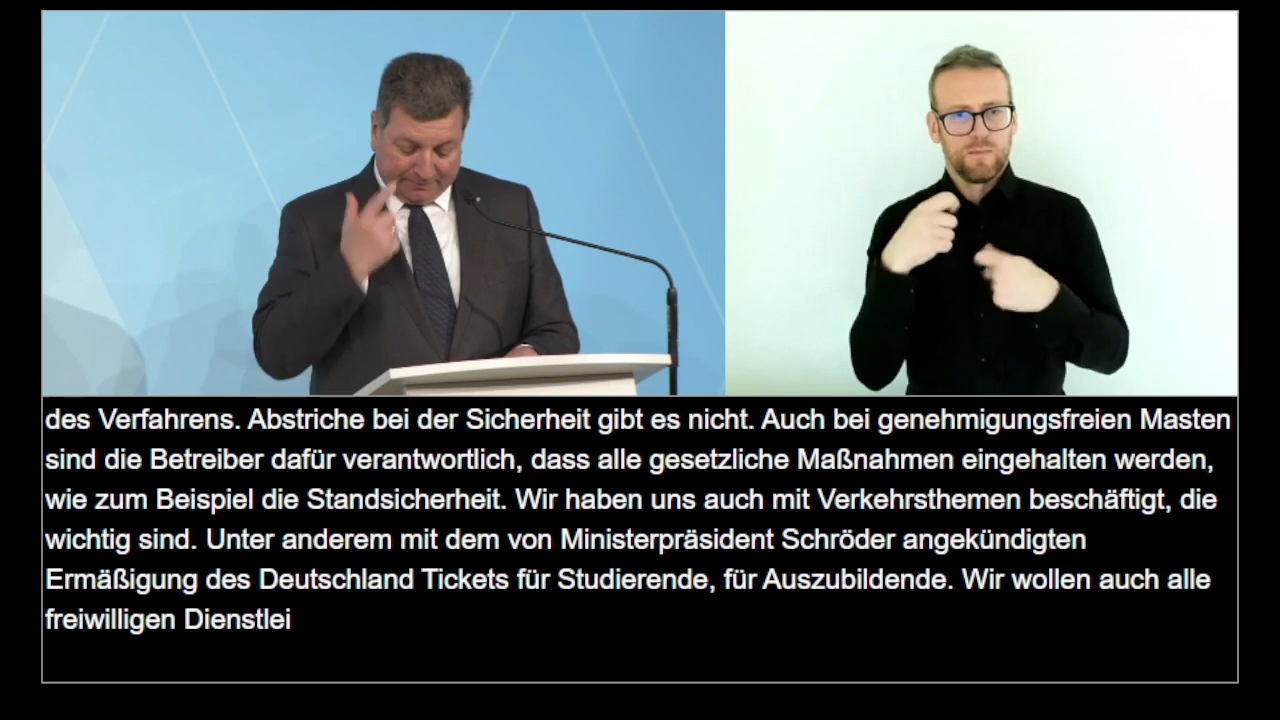 des Verfahrens. Abstriche bei der Sicherheit gibt es nicht. Auch bei genehmigungsfreien Masten
sind die Betreiber dafür verantwortlich, dass alle gesetzliche Maßnahmen eingehalten werden,
wie zum Beispiel die Standsicherheit. Wir haben uns auch mit Verkehrsthemen beschäftigt, die
wichtig sind. Unter anderem mit dem von Ministerpräsident Schröder angekündigten
Ermäßigung des Deutschland Tickets für Studierende, für Auszubildende. Wir wollen auch alle
freiwilligen Dienstlei